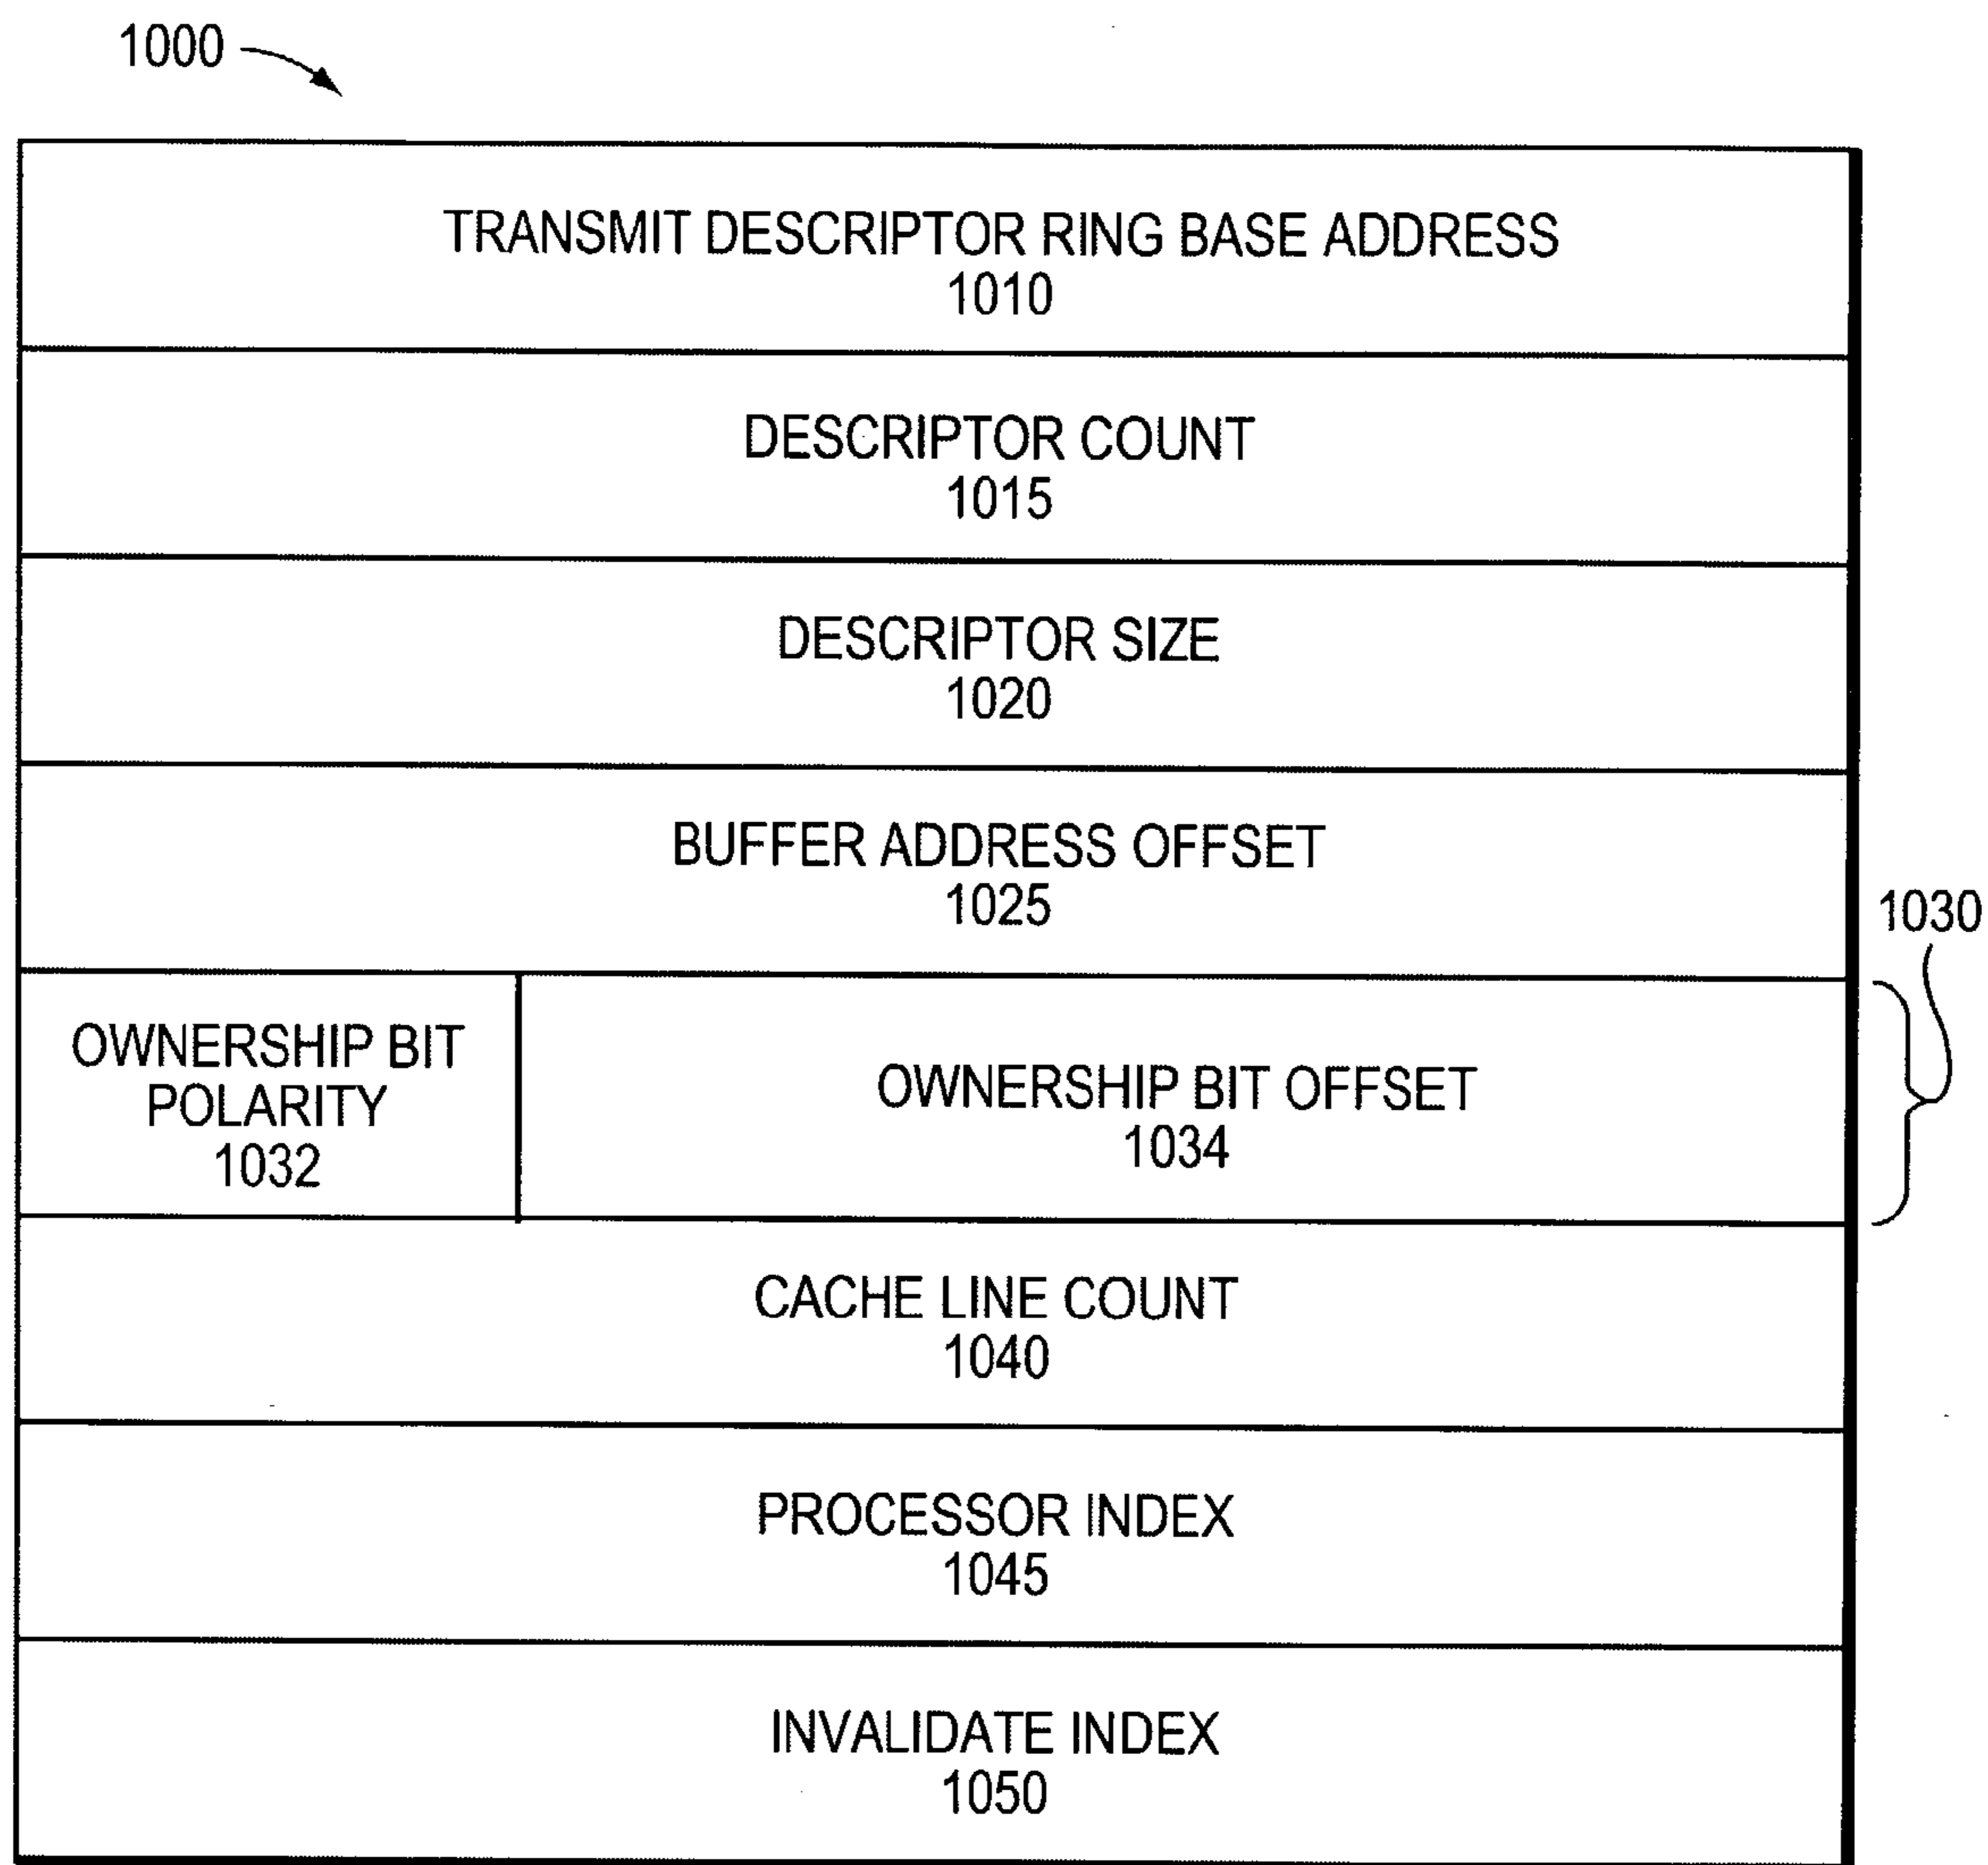 1000
TRANSMIT DESCRIPTOR RING BASE ADDRESS
1010
DESCRIPTOR COUNT
1015
DESCRIPTOR SIZE
1020
BUFFER ADDRESS OFFSET
1025
1030
OWNERSHIP BIT
POLARITY
1032
OWNERSHIP BIT OFFSET
1034
CACHE LINE COUNT
1040
PROCESSOR INDEX
1045
INVALIDATE INDEX
1050